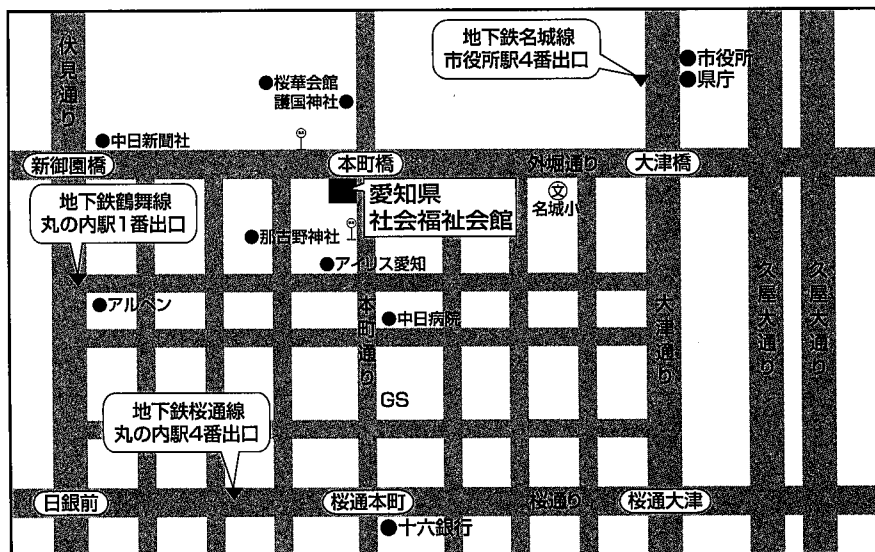 伏見通り
地下鉄名城線
市役所駅4番出口
●市役所
●県庁
●桜華会館
護国神社●
●中日新聞社
新御園橋
本町橋
外堀通り
大津橋
地下鉄鶴舞線
丸の内駅1番出口
愛知県
社会福祉会館
文
名城小
●那古野神社
●アイリス愛知
●アルペン
本町通り
●中日病院
大津通り
久屋大通り
久屋大通り
GS
地下鉄桜通線
丸の内駅4番出口
日銀前
桜通本町
桜通り
桜通大津
●十六銀行